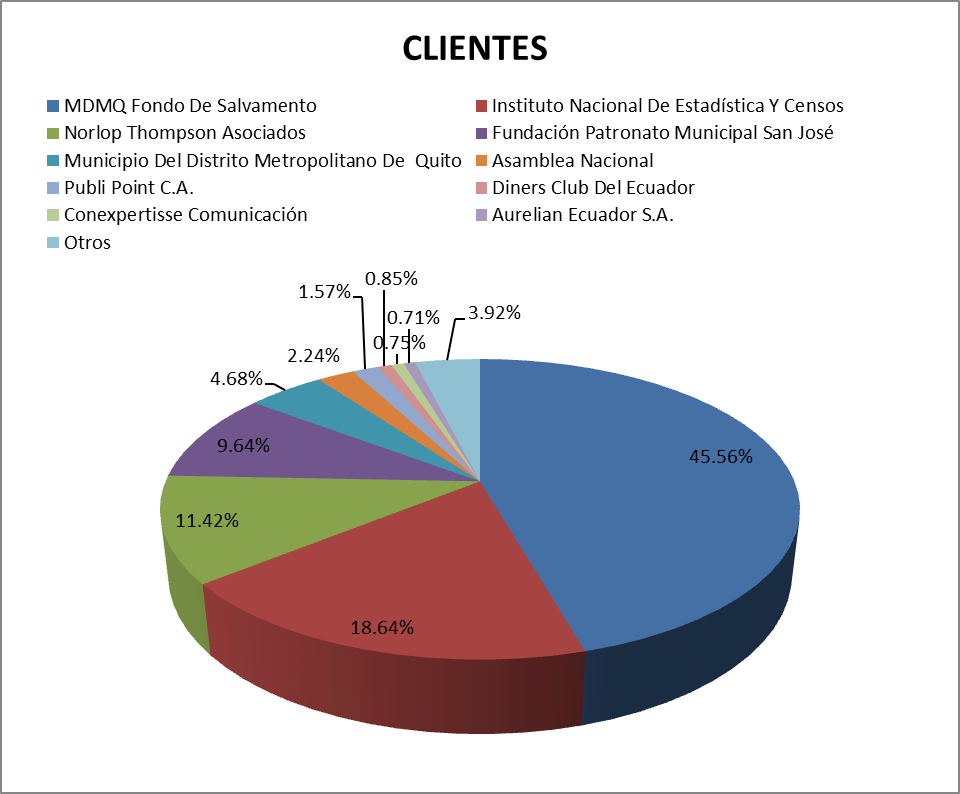 CLIENTES
MDMQ Fondo De Salvamento
Instituto Nacional De Estadística Y Censos
Norlop Thompson Asociados
Fundación Patronato Municipal San José
Municipio Del Distrito Metropolitano De  Quito
Asamblea Nacional
Publi Point C.A.
Diners Club Del Ecuador
Conexpertisse Comunicación
Aurelian Ecuador S.A.
Otros
0.85%
1.57%
3.92%
0.71%
0.75%
2.24%
4.68%
9.64%
45.56%
11.42%
18.64%